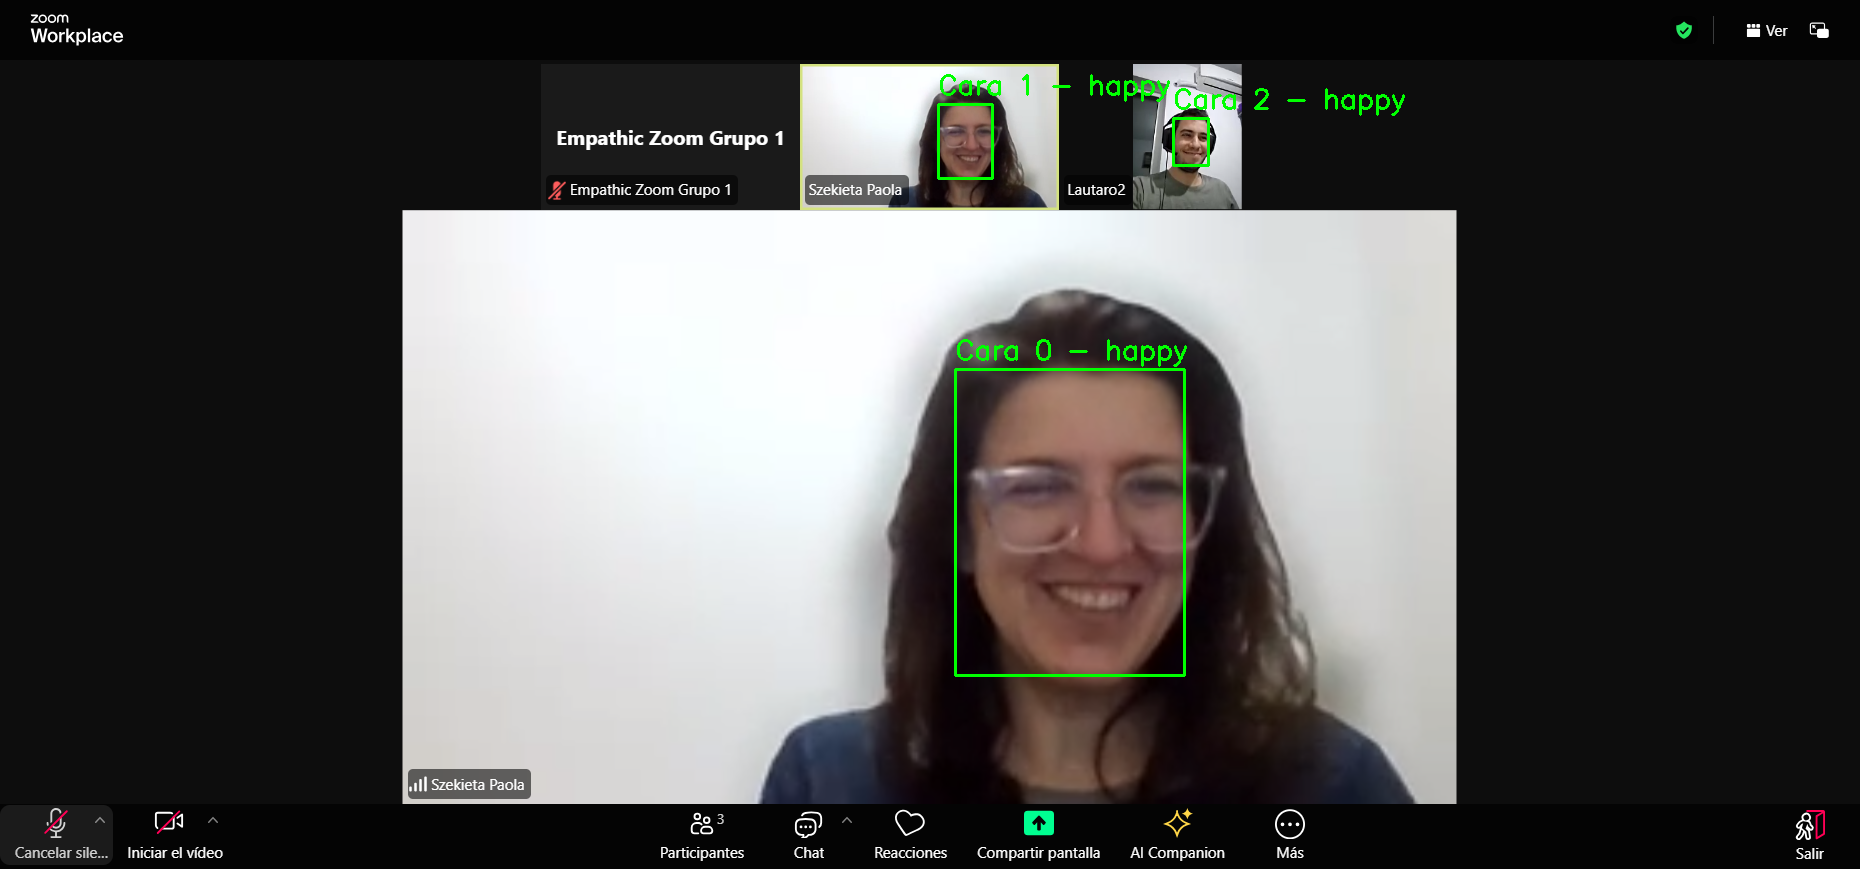 zoom
Workplace
Ver
Empathic Zoom Grupo 1
Empathic Zoom Grupo 1
Cara 1 - happy
Szekieta Paola
Cara 2 - happy
Lautaro2
Cara 0 - happy
Szekieta Paola
Cancelar sile...
Iniciar el vídeo
3
Participantes
Chat
Reacciones
Compartir pantalla
AI Companion
Más
Salir